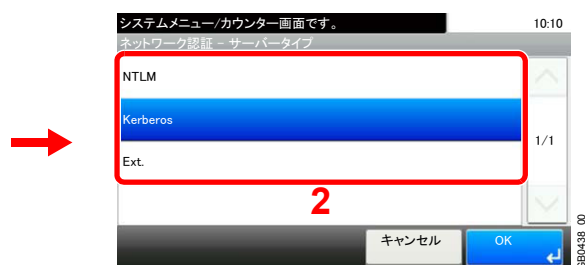 システムメニュー/カウンター画面です。 10:10
ネットワーク認証 - サーバータイプ
NTLM
Kerberos
1/1
Ext.
2
キャンセル OK
GB0438_00